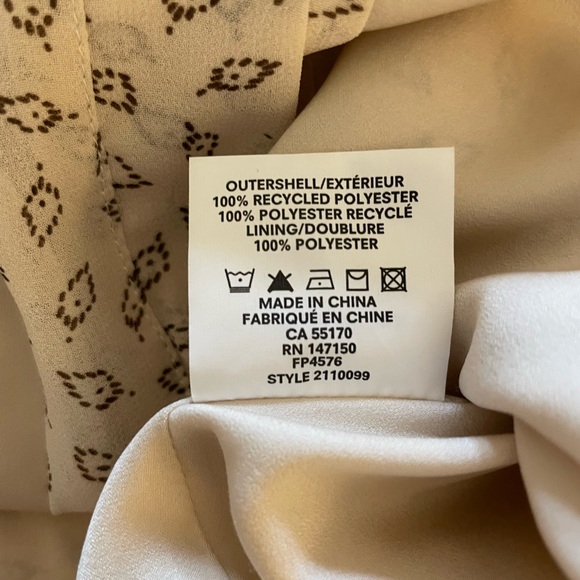 OUTERSHELL/EXTÉRIEUR
100% RECYCLED POLYESTER
100% POLYESTER RECYCLÉ
LINING/DOUBLURE
100% POLYESTER
MADE IN CHINA
FABRIQUÉ EN CHINE
CA 55170
RN 147150
FP4576
STYLE 2110099